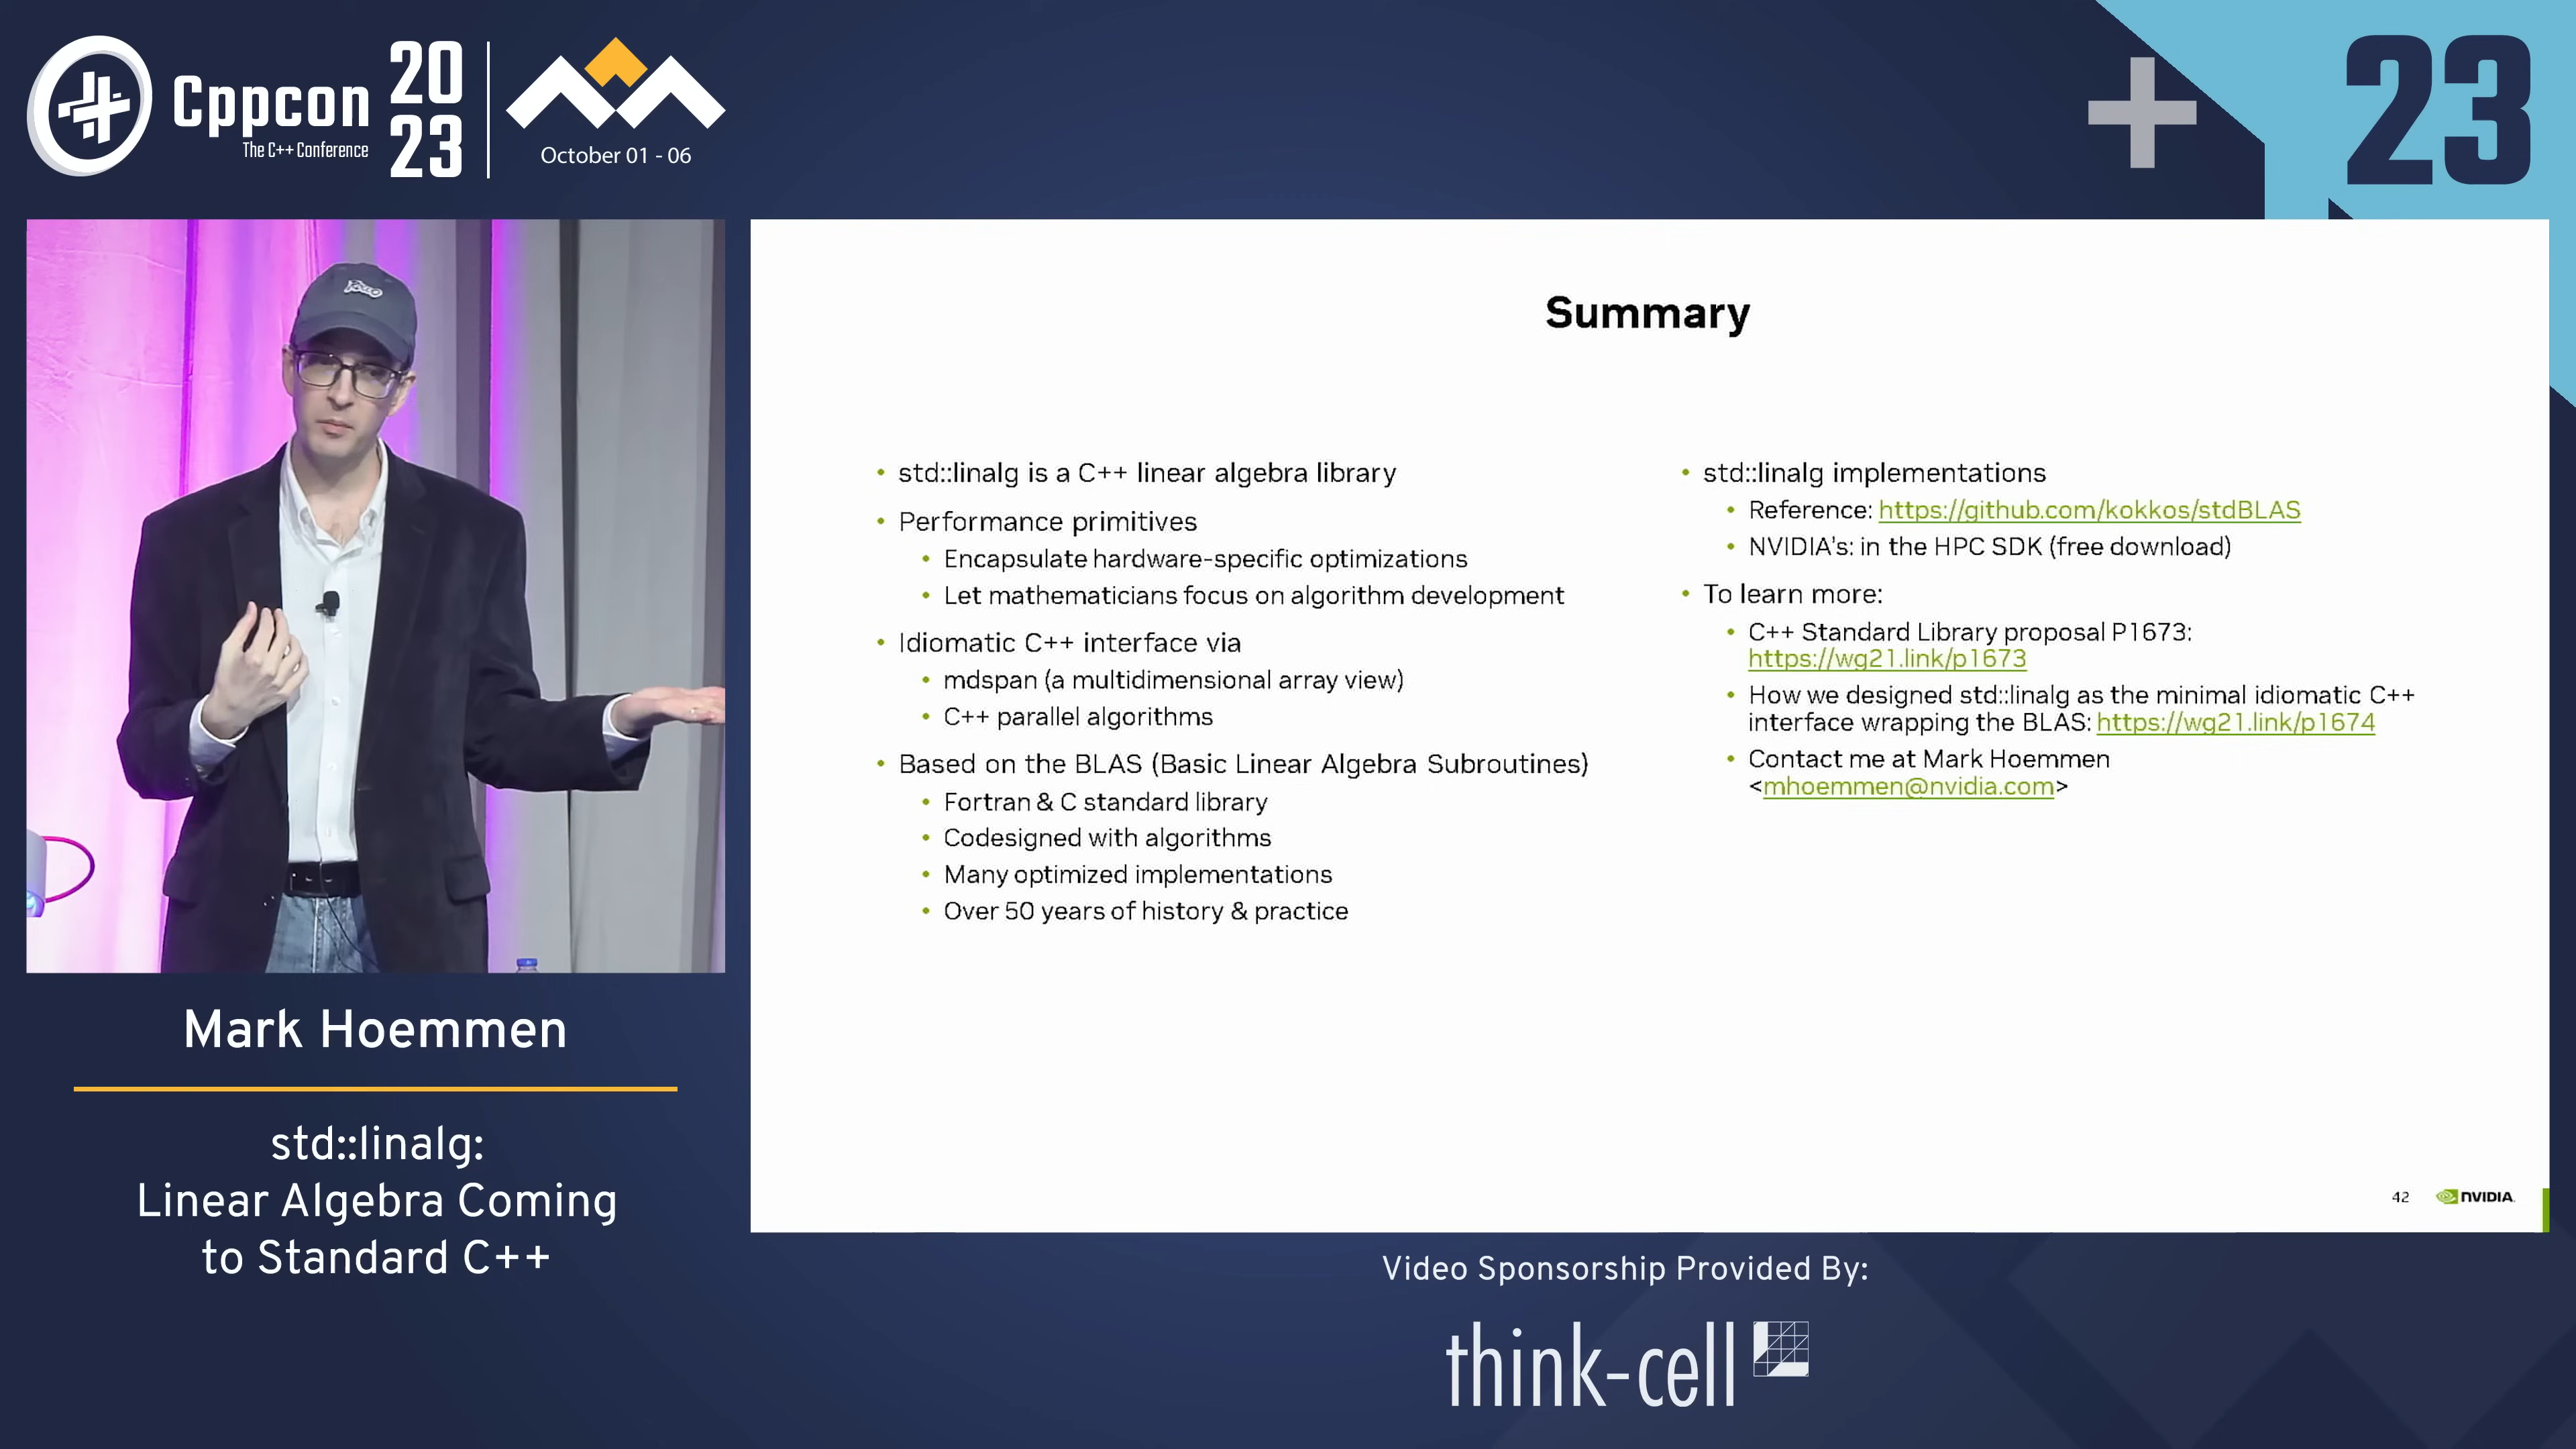 Cppcon
The C++ Conference
20
23
October 01 - 06
23
Summary
• std::linalg is a C++ linear algebra library
• Performance primitives
• Encapsulate hardware-specific optimizations
• Let mathematicians focus on algorithm development
• Idiomatic C++ interface via
• mdspan (a multidimensional array view)
• C++ parallel algorithms
• Based on the BLAS (Basic Linear Algebra Subroutines)
• Fortran & C standard library
• Codesigned with algorithms
• Many optimized implementations
• Over 50 years of history & practice
• std::linalg implementations
• Reference: https://github.com/kokkos/stdBLAS
• NVIDIA's: in the HPC SDK (free download)
• To learn more:
• C++ Standard Library proposal P1673:
https://wg21.link/p1673
• How we designed std::linalg as the minimal idiomatic C++
interface wrapping the BLAS: https://wg21.link/p1674
• Contact me at Mark Hoemmen
<mhoemmen@nvidia.com>
42
NVIDIA.
Mark Hoemmen
std::linalg:
Linear Algebra Coming
to Standard C++
Video Sponsorship Provided By:
think-cell